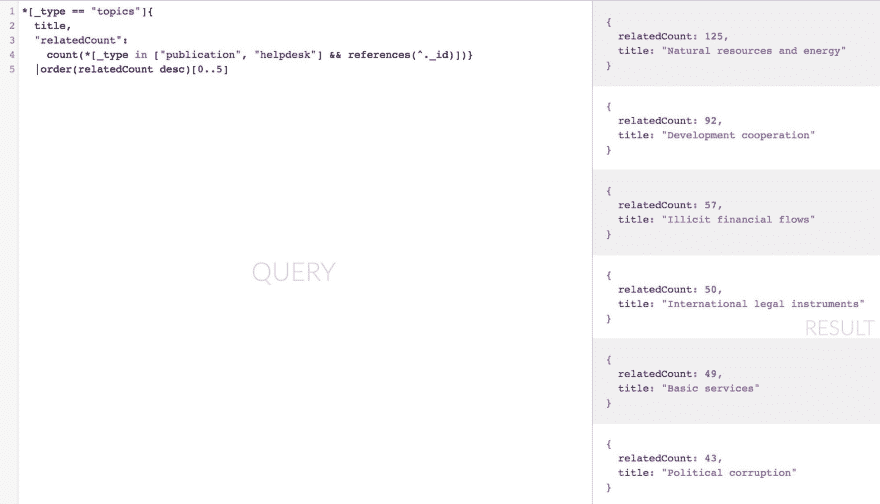 1 *[_type == "topics"]{
2 title,
3 "relatedCount":
4 count(*[_type in ["publication", "helpdesk"] && references(^._id)])}
5 |order(relatedCount desc)[0..5]
QUERY
{
relatedCount: 125,
title: "Natural resources and energy"
}
{
relatedCount: 92,
title: "Development cooperation"
}
{
relatedCount: 57,
title: "Illicit financial flows"
}
{
relatedCount: 50,
title: "International legal instruments"
}
RESULT
{
relatedCount: 49,
title: "Basic services"
}
{
relatedCount: 43,
title: "Political corruption"
}